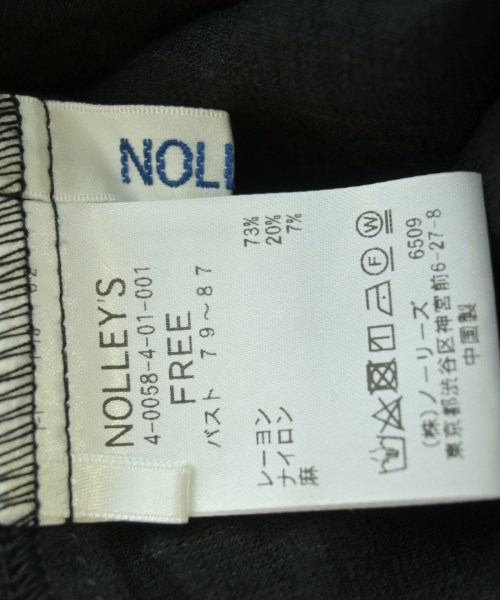 NOLL
NOLLEY'S
4-0058-4-01-001
FREE
バスト 79～87
レーヨン 73%
ナイロン 20%
麻 7%
F W
(株)ノーリーズ 6509
東京都渋谷区神宮前6-27-8
中国製